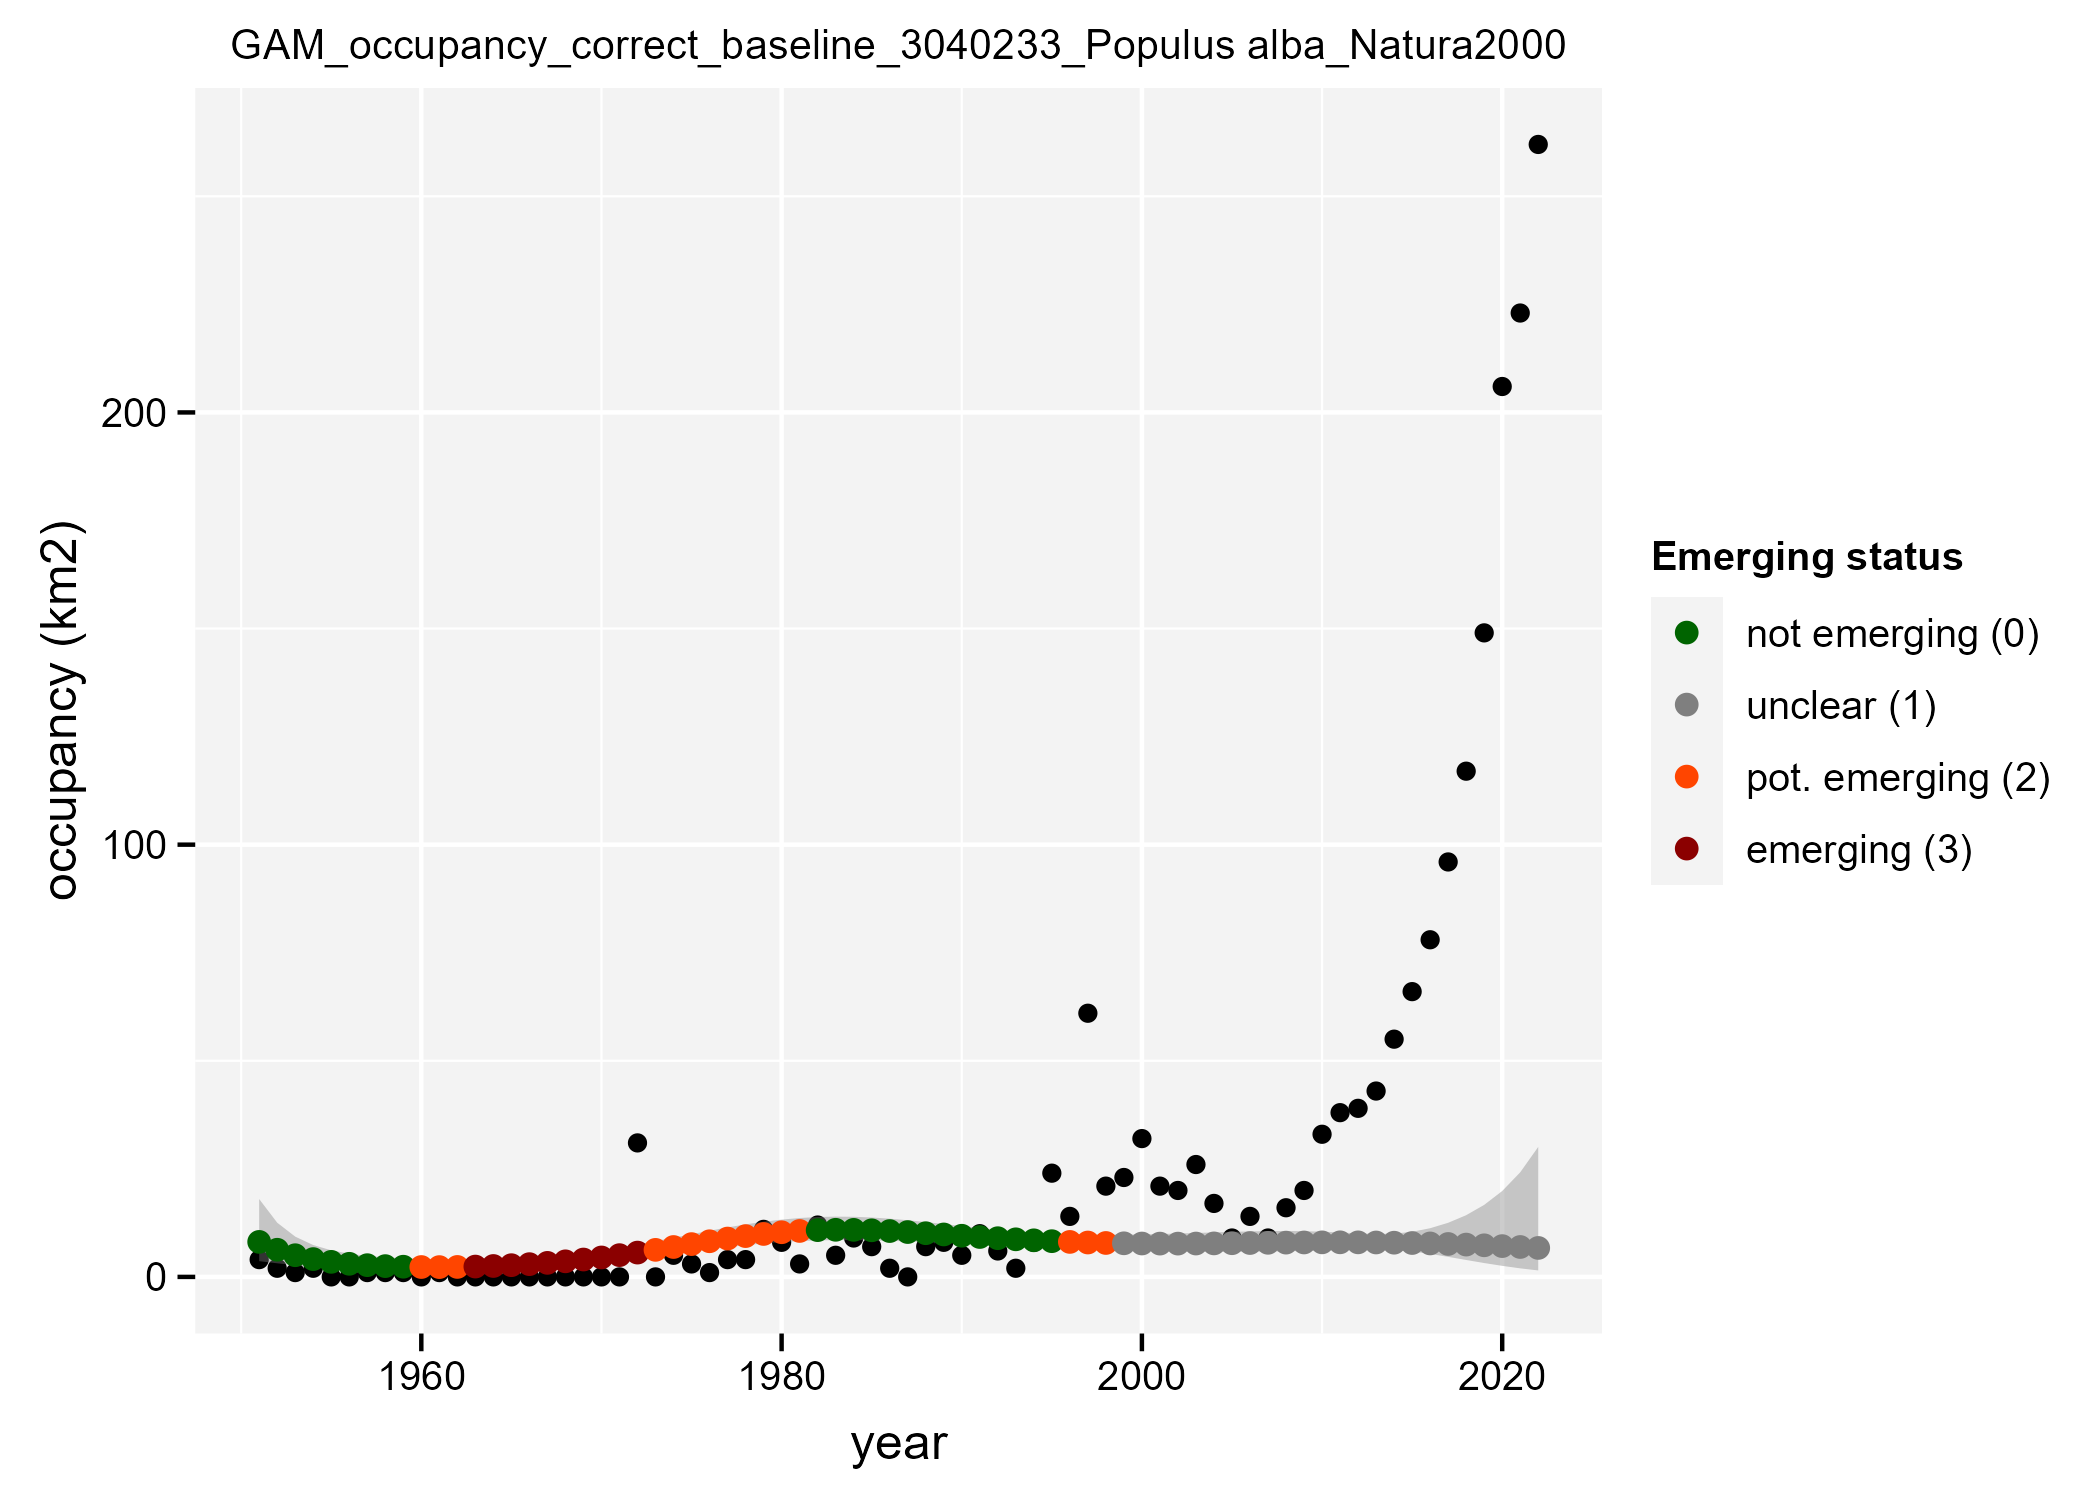 GAM_occupancy_correct_baseline_3040233_Populus alba_Natura2000
occupancy (km2)
200
100
0
1960 1980 2000 2020
year
Emerging status
not emerging (0)
unclear (1)
pot. emerging (2)
emerging (3)